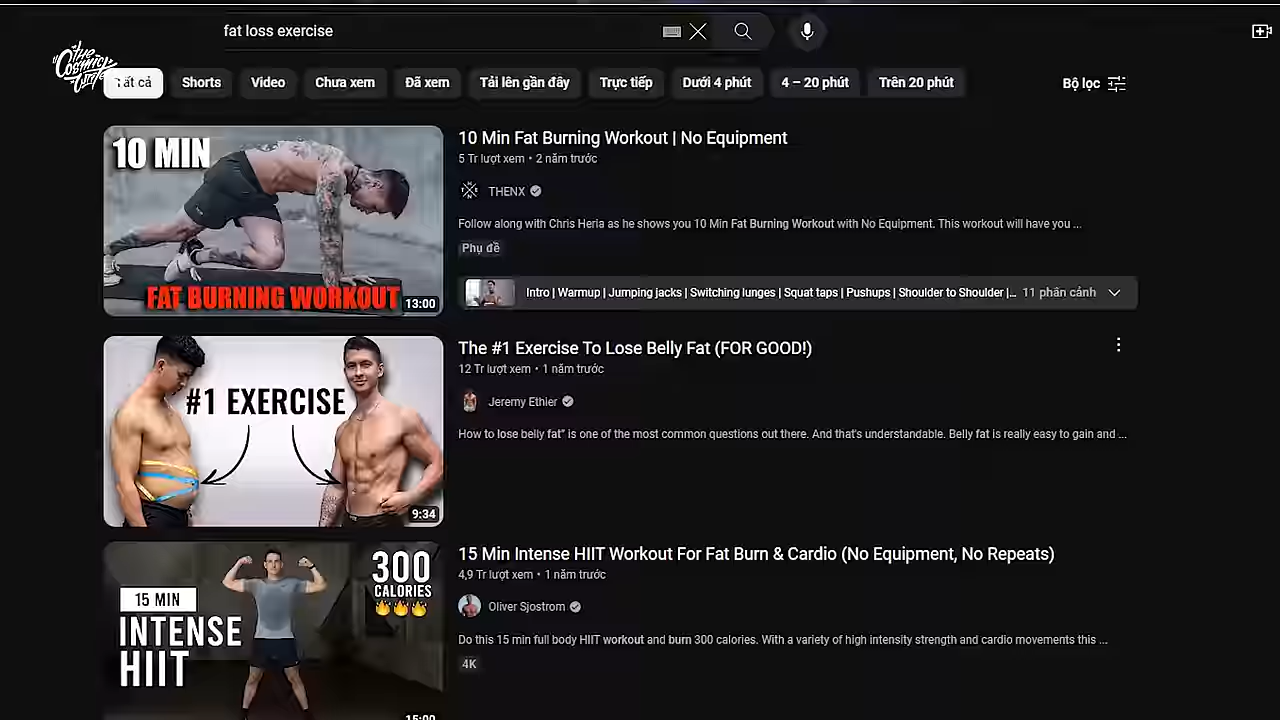 fat loss exercise
the Cosmic
Tất cả
Shorts
Video
Chưa xem
Đã xem
Tải lên gần đây
Trực tiếp
Dưới 4 phút
4 – 20 phút
Trên 20 phút
Bộ lọc
10 MIN
FAT BURNING WORKOUT
13:00
10 Min Fat Burning Workout | No Equipment
5 Tr lượt xem • 2 năm trước
THENX
Follow along with Chris Heria as he shows you 10 Min Fat Burning Workout with No Equipment. This workout will have you ...
Phụ đề
Intro | Warmup | Jumping jacks | Switching lunges | Squat taps | Pushups | Shoulder to Shoulder |... 11 phân cảnh
#1 EXERCISE
9:34
The #1 Exercise To Lose Belly Fat (FOR GOOD!)
12 Tr lượt xem • 1 năm trước
Jeremy Ethier
How to lose belly fat” is one of the most common questions out there. And that's understandable. Belly fat is really easy to gain and ...
300
CALORIES
15 MIN
INTENSE
HIIT
15:00
15 Min Intense HIIT Workout For Fat Burn & Cardio (No Equipment, No Repeats)
4,9 Tr lượt xem • 1 năm trước
Oliver Sjostrom
Do this 15 min full body HIIT workout and burn 300 calories. With a variety of high intensity strength and cardio movements this ...
4K